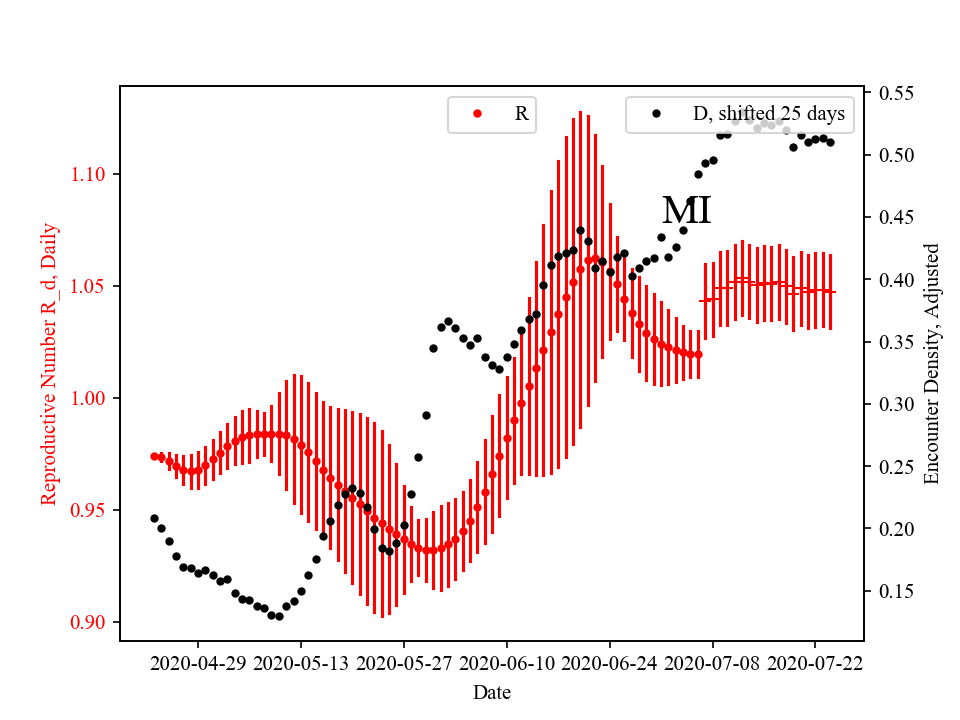 R
D, shifted 25 days
MI
Reproductive Number R_d, Daily
1.10
1.05
1.00
0.95
0.90
Encounter Density, Adjusted
0.55
0.50
0.45
0.40
0.35
0.30
0.25
0.20
0.15
2020-04-29 2020-05-13 2020-05-27 2020-06-10 2020-06-24 2020-07-08 2020-07-22
Date